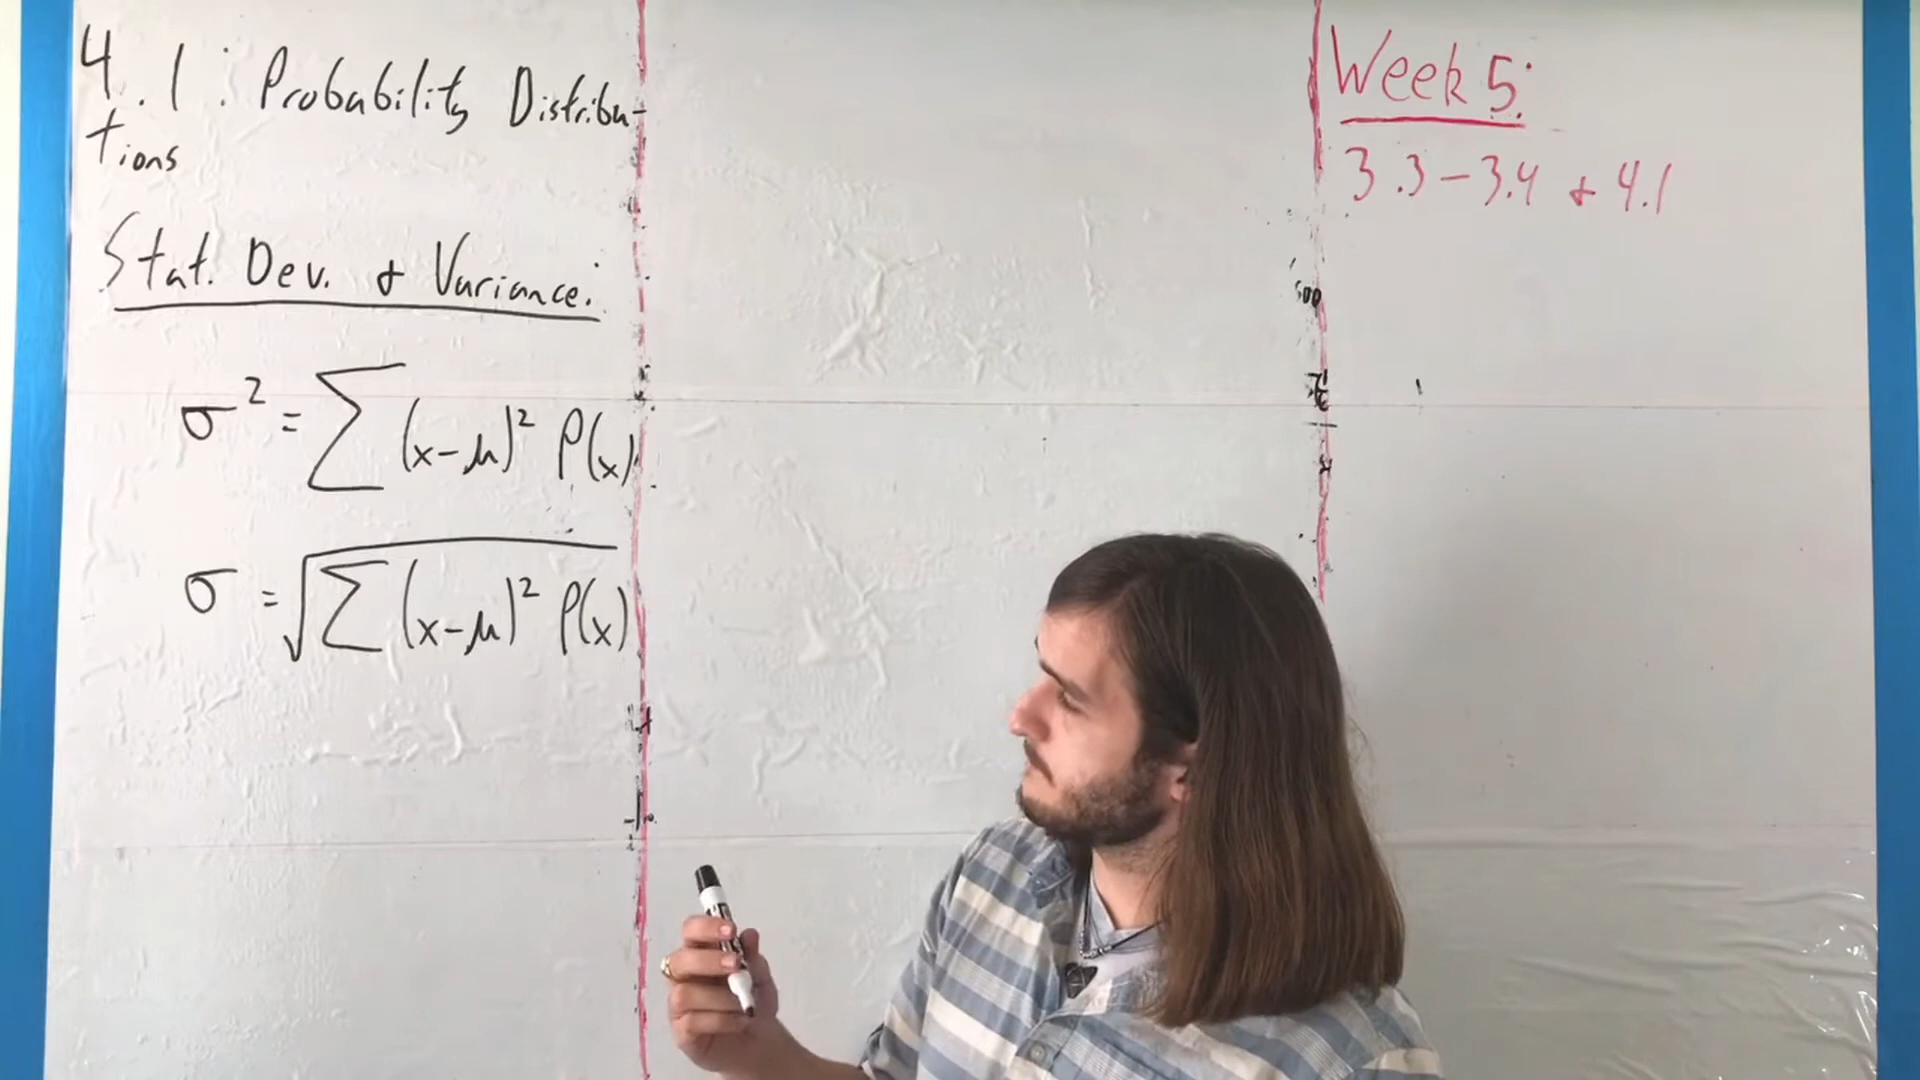 4.1: Probability Distribu-
tions
Stat. Dev. & Variance:
σ² = ∑ (x-μ)² P(x)
σ = √∑ (x-μ)² P(x)
Week 5:
3.3-3.4 & 4.1